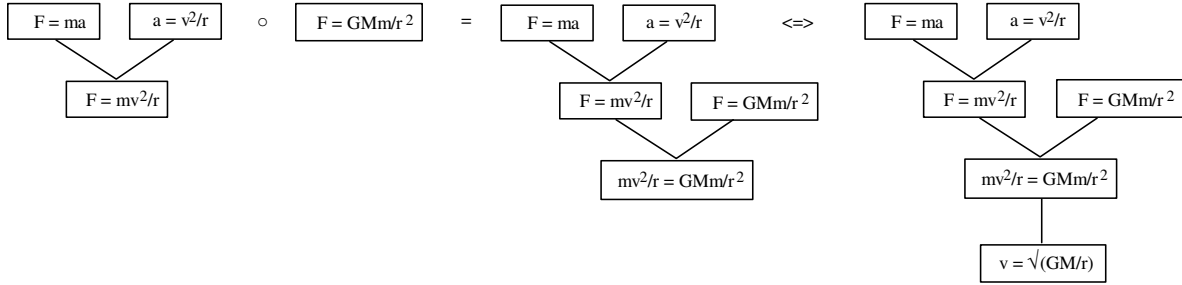 F = ma a = v²/r ○ F = GMm/r² = F = ma a = v²/r <=> F = ma a = v²/r
F = mv²/r F = mv²/r F = GMm/r² F = mv²/r F = GMm/r²
mv²/r = GMm/r² mv²/r = GMm/r²
v = √(GM/r)